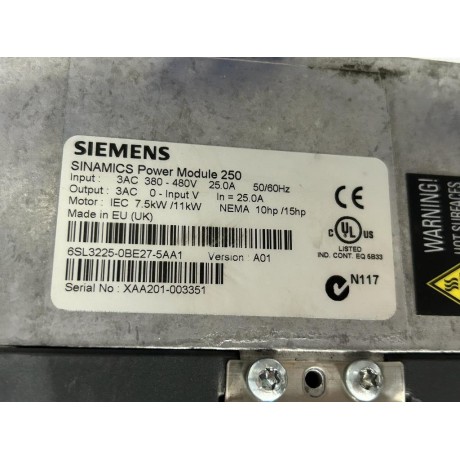 SIEMENS
SINAMICS Power Module 250
Input : 3AC 380 - 480V 25.0A 50/60Hz
Output : 3AC 0 - Input V In = 25.0A
Motor : IEC 7.5kW /11kW NEMA 10hp /15hp
Made in EU (UK)
6SL3225-0BE27-5AA1 Version : A01
Serial No : XAA201-003351
CE
C UL US
LISTED
IND. CONT. EQ 5B33
N117
WARNING!
HOT SURFACES